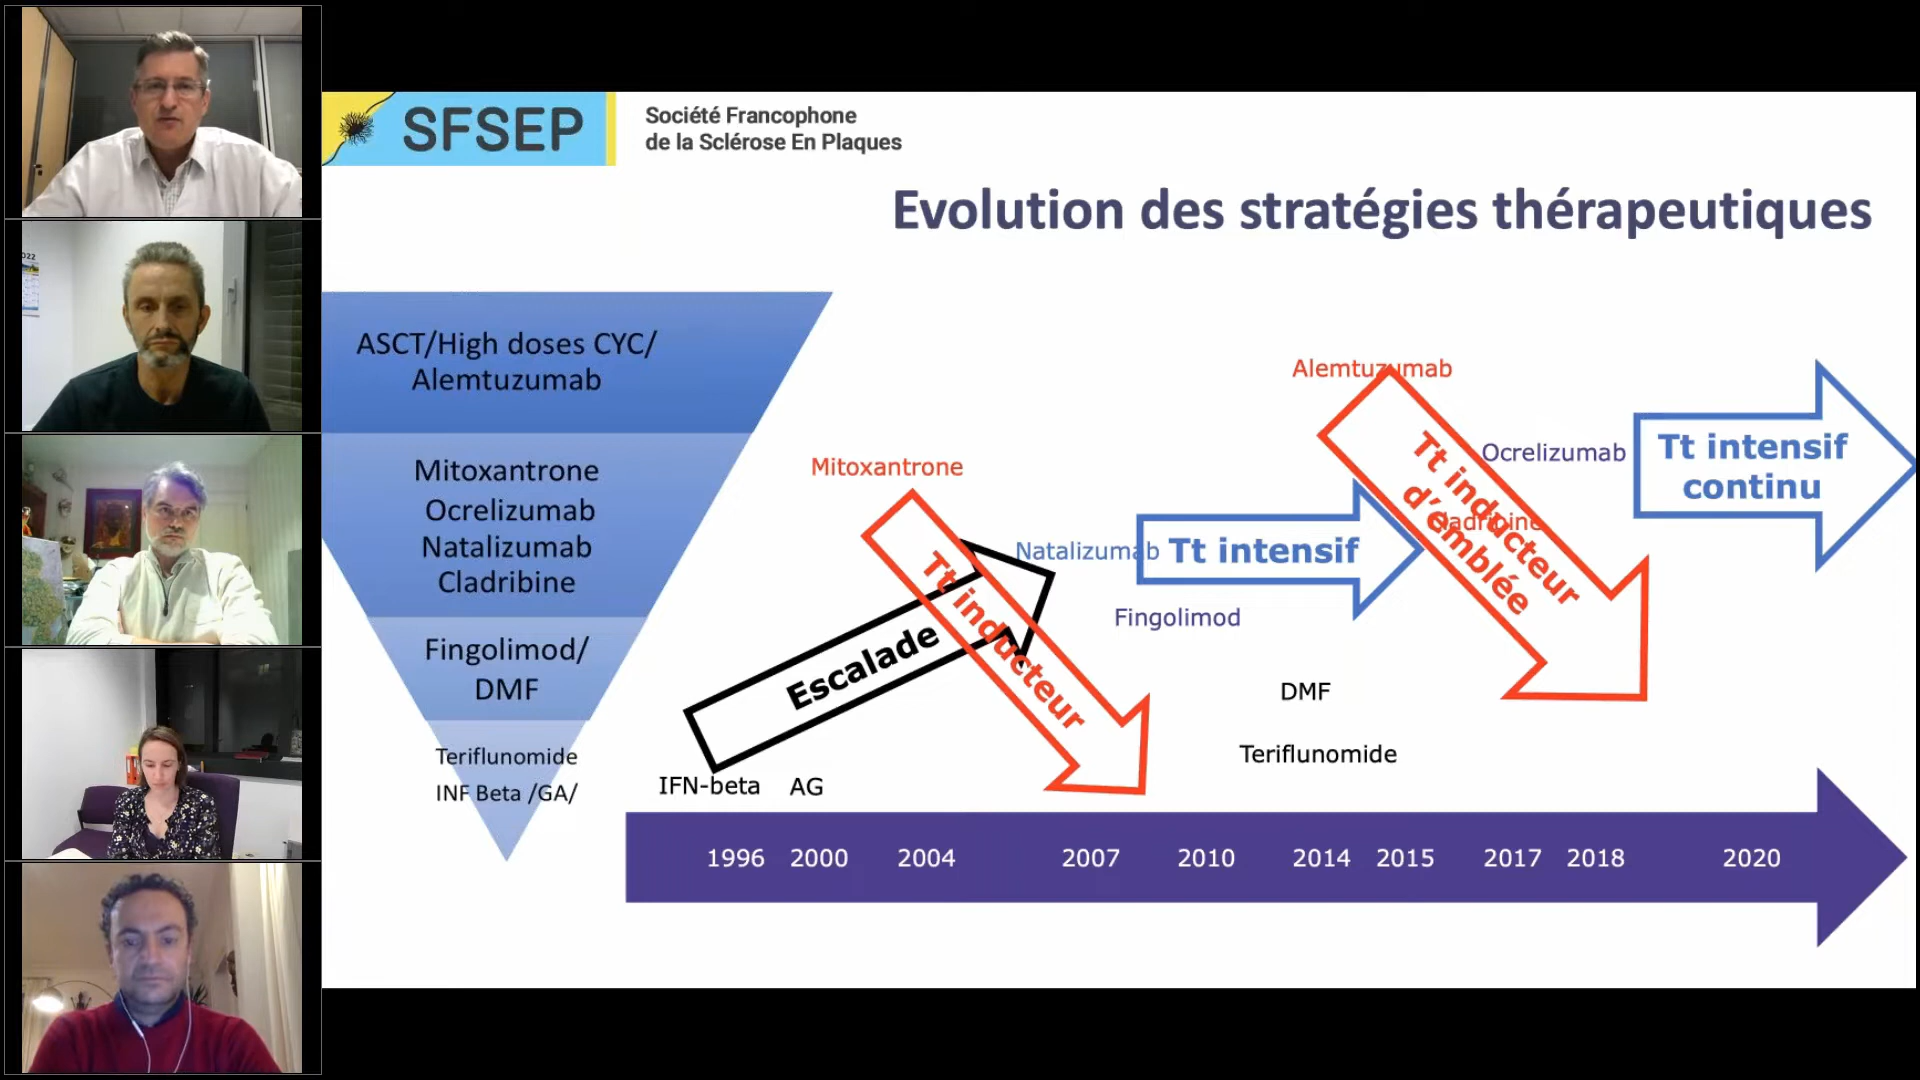 SFSEP
Société Francophone
de la Sclérose En Plaques
Evolution des stratégies thérapeutiques
ASCT/High doses CYC/
Alemtuzumab
Mitoxantrone
Ocrelizumab
Natalizumab
Cladribine
Fingolimod/
DMF
Teriflunomide
INF Beta /GA/
Mitoxantrone
Tt inducteur
Escalade
IFN-beta
AG
Natalizumab
Tt intensif
Fingolimod
DMF
Teriflunomide
Alemtuzumab
Tt inducteur
d'emblée
Cladribine
Ocrelizumab
Tt intensif
continu
1996 2000 2004 2007 2010 2014 2015 2017 2018 2020